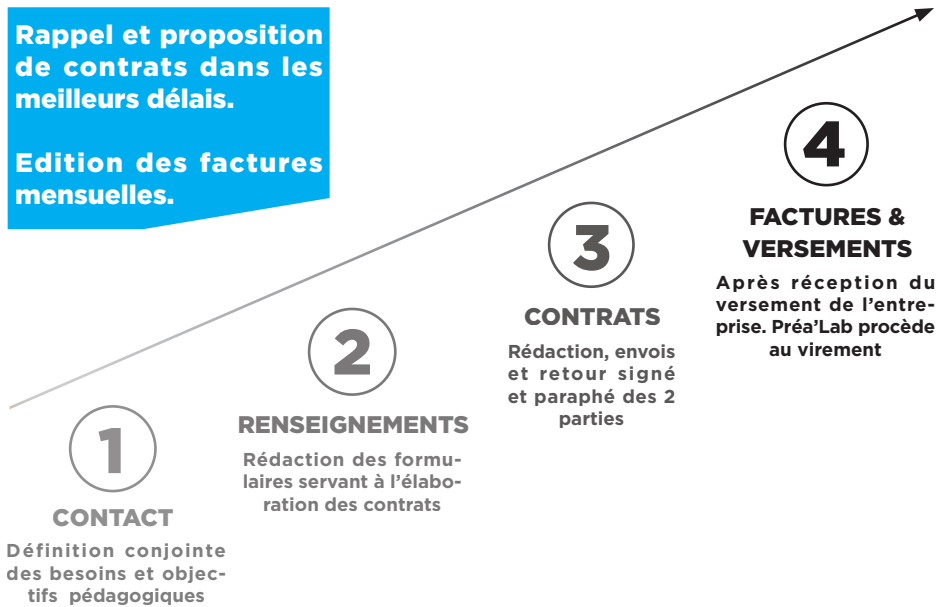 Rappel et proposition
de contrats dans les
meilleurs délais.
Edition des factures
mensuelles.
1
CONTACT
Définition conjointe
des besoins et objec-
tifs pédagogiques
2
RENSEIGNEMENTS
Rédaction des formu-
laires servant à l’élabo-
ration des contrats
3
CONTRATS
Rédaction, envois
et retour signé
et paraphé des 2
parties
4
FACTURES &
VERSEMENTS
Après réception du
versement de l’entre-
prise. Préa’Lab procède
au virement